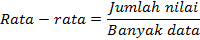 Rata - rata = Jumlah nilai
Banyak data